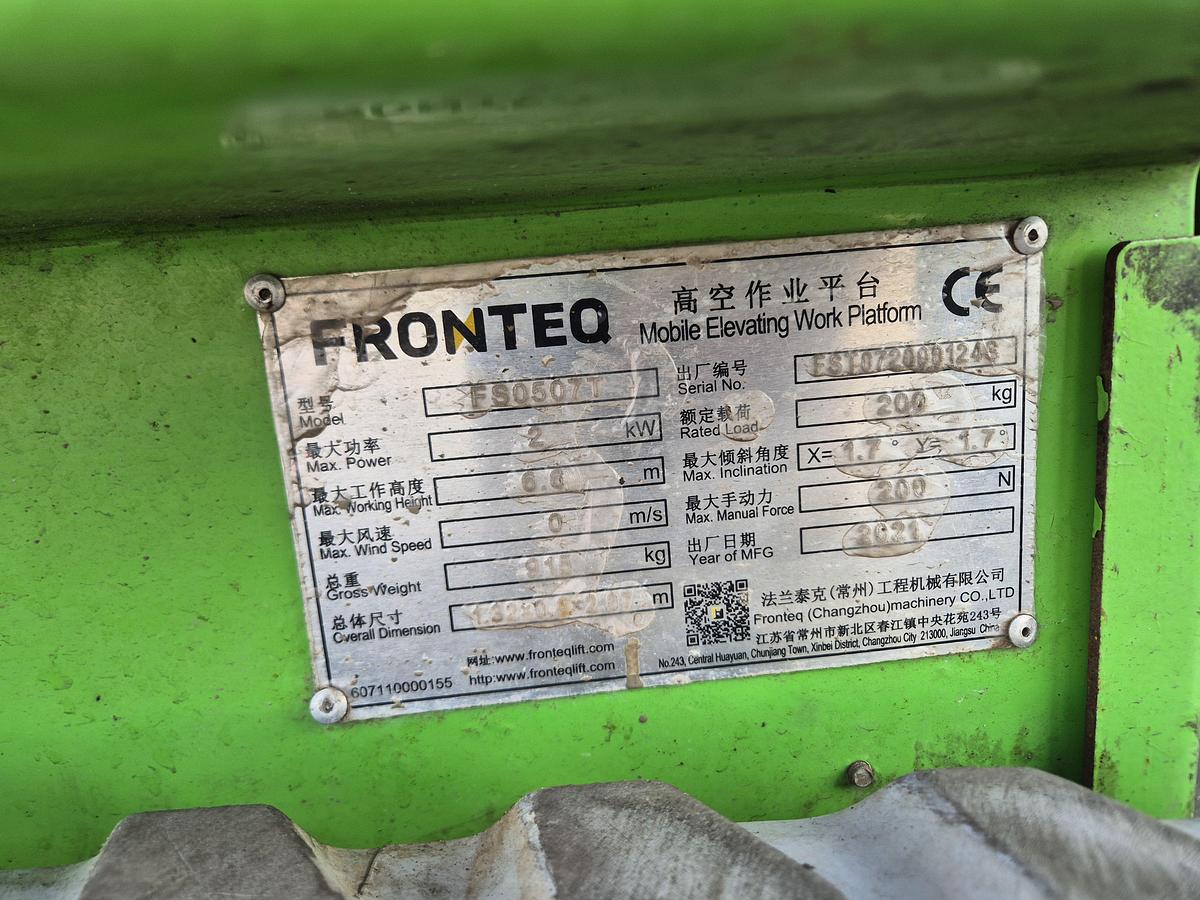 FRONTEQ
高空作业平台
Mobile Elevating Work Platform
CE
型号
Model
FS0507T
最大功率
Max. Power
2 kW
最大工作高度
Max. Working Height
m
最大风速
Max. Wind Speed
0 m/s
总重
Gross Weight
kg
总体尺寸
Overall Dimension
m
出厂编号
Serial No.
额定载荷
Rated Load
200 kg
最大倾斜角度
Max. Inclination
X= 1.7 ° Y= 1.7 °
最大手动力
Max. Manual Force
200 N
出厂日期
Year of MFG
2021
法兰泰克(常州)工程机械有限公司
Fronteq (Changzhou)machinery CO.,LTD
江苏省常州市新北区春江镇中央花苑243号
No.243, Central Huayuan, Chunjiang Town, Xinbei District, Changzhou City 213000, Jiangsu China
网址:www.fronteqlift.com
http:www.fronteqlift.com
607110000155